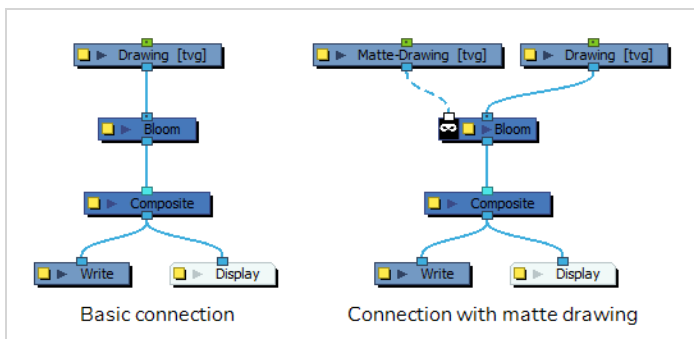 Drawing [tvg]
Matte-Drawing [tvg]
Drawing [tvg]
Bloom
Bloom
Composite
Composite
Write
Display
Write
Display
Basic connection
Connection with matte drawing